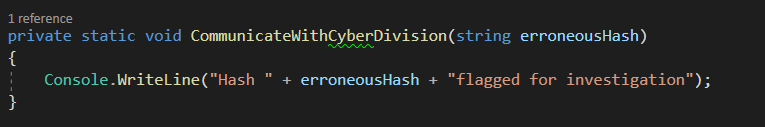 1 reference
private static void CommunicateWithCyberDivision(string erroneousHash)
{
    Console.WriteLine("Hash " + erroneousHash + "flagged for investigation");
}